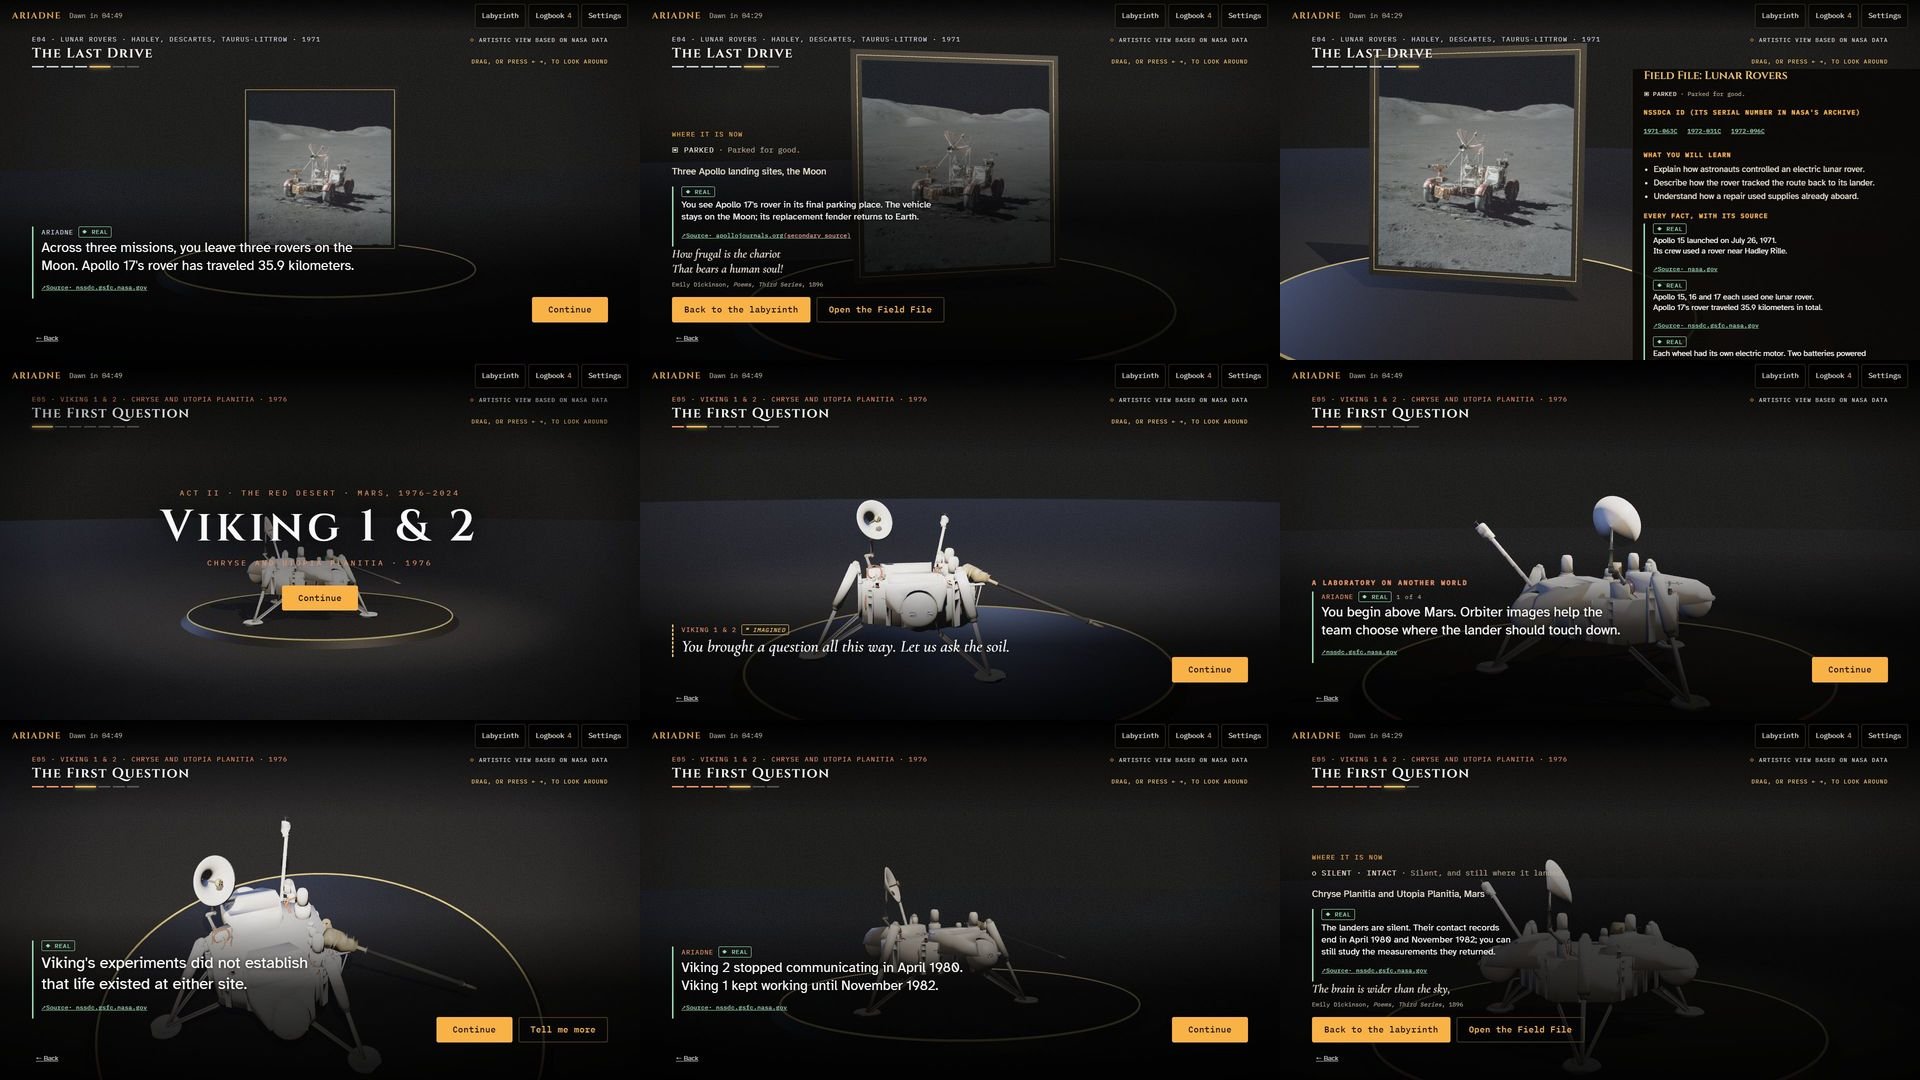 ARIADNE Dawn in 04:49
Labyrinth Logbook 4 Settings
E04 · LUNAR ROVERS · HADLEY, DESCARTES, TAURUS-LITTROW · 1971
THE LAST DRIVE
ARTISTIC VIEW BASED ON NASA DATA
DRAG, OR PRESS ← →, TO LOOK AROUND
ARIADNE ◆ REAL
Across three missions, you leave three rovers on the
Moon. Apollo 17's rover has traveled 35.9 kilometers.
↗Source· nssdc.gsfc.nasa.gov
Continue
← Back
ARIADNE Dawn in 04:29
Labyrinth Logbook 4 Settings
E04 · LUNAR ROVERS · HADLEY, DESCARTES, TAURUS-LITTROW · 1971
THE LAST DRIVE
ARTISTIC VIEW BASED ON NASA DATA
DRAG, OR PRESS ← →, TO LOOK AROUND
WHERE IT IS NOW
▣ PARKED · Parked for good.
Three Apollo landing sites, the Moon
◆ REAL
You see Apollo 17's rover in its final parking place. The vehicle
stays on the Moon; its replacement fender returns to Earth.
↗Source· apollojournals.org(secondary source)
How frugal is the chariot
That bears a human soul!
Emily Dickinson, Poems, Third Series, 1896
Back to the labyrinth Open the Field File
← Back
ARIADNE Dawn in 04:29
Labyrinth Logbook 4 Settings
E04 · LUNAR ROVERS · HADLEY, DESCARTES, TAURUS-LITTROW · 1971
THE LAST DRIVE
ARTISTIC VIEW BASED ON NASA DATA
DRAG, OR PRESS ← →, TO LOOK AROUND
FIELD FILE: LUNAR ROVERS
▣ PARKED · Parked for good.
NSSDCA ID (ITS SERIAL NUMBER IN NASA'S ARCHIVE)
1971-063C 1972-031C 1972-096C
WHAT YOU WILL LEARN
• Explain how astronauts controlled an electric lunar rover.
• Describe how the rover tracked the route back to its lander.
• Understand how a repair used supplies already aboard.
EVERY FACT, WITH ITS SOURCE
◆ REAL
Apollo 15 launched on July 26, 1971.
Its crew used a rover near Hadley Rille.
↗Source· nasa.gov
◆ REAL
Apollo 15, 16 and 17 each used one lunar rover.
Apollo 17's rover traveled 35.9 kilometers in total.
↗Source· nssdc.gsfc.nasa.gov
◆ REAL
Each wheel had its own electric motor. Two batteries powered
ARIADNE Dawn in 04:49
Labyrinth Logbook 4 Settings
E05 · VIKING 1 & 2 · CHRYSE AND UTOPIA PLANITIA · 1976
THE FIRST QUESTION
ARTISTIC VIEW BASED ON NASA DATA
DRAG, OR PRESS ← →, TO LOOK AROUND
ACT II · THE RED DESERT · MARS, 1976–2024
VIKING 1 & 2
CHRYSE AND UTOPIA PLANITIA · 1976
Continue
ARIADNE Dawn in 04:49
Labyrinth Logbook 4 Settings
E05 · VIKING 1 & 2 · CHRYSE AND UTOPIA PLANITIA · 1976
THE FIRST QUESTION
ARTISTIC VIEW BASED ON NASA DATA
DRAG, OR PRESS ← →, TO LOOK AROUND
VIKING 1 & 2 IMAGINED
You brought a question all this way. Let us ask the soil.
Continue
← Back
ARIADNE Dawn in 04:49
Labyrinth Logbook 4 Settings
E05 · VIKING 1 & 2 · CHRYSE AND UTOPIA PLANITIA · 1976
THE FIRST QUESTION
ARTISTIC VIEW BASED ON NASA DATA
DRAG, OR PRESS ← →, TO LOOK AROUND
A LABORATORY ON ANOTHER WORLD
ARIADNE ◆ REAL 1 of 4
You begin above Mars. Orbiter images help the
team choose where the lander should touch down.
↗nssdc.gsfc.nasa.gov
Continue
← Back
ARIADNE Dawn in 04:49
Labyrinth Logbook 4 Settings
E05 · VIKING 1 & 2 · CHRYSE AND UTOPIA PLANITIA · 1976
THE FIRST QUESTION
ARTISTIC VIEW BASED ON NASA DATA
DRAG, OR PRESS ← →, TO LOOK AROUND
◆ REAL
Viking's experiments did not establish
that life existed at either site.
↗Source· nssdc.gsfc.nasa.gov
Continue Tell me more
← Back
ARIADNE Dawn in 04:49
Labyrinth Logbook 4 Settings
E05 · VIKING 1 & 2 · CHRYSE AND UTOPIA PLANITIA · 1976
THE FIRST QUESTION
ARTISTIC VIEW BASED ON NASA DATA
DRAG, OR PRESS ← →, TO LOOK AROUND
ARIADNE ◆ REAL
Viking 2 stopped communicating in April 1980.
Viking 1 kept working until November 1982.
↗Source· nssdc.gsfc.nasa.gov
Continue
← Back
ARIADNE Dawn in 04:29
Labyrinth Logbook 4 Settings
E05 · VIKING 1 & 2 · CHRYSE AND UTOPIA PLANITIA · 1976
THE FIRST QUESTION
ARTISTIC VIEW BASED ON NASA DATA
DRAG, OR PRESS ← →, TO LOOK AROUND
WHERE IT IS NOW
o SILENT · INTACT · Silent, and still where it
Chryse Planitia and Utopia Planitia, Mars
◆ REAL
The landers are silent. Their contact records
end in April 1980 and November 1982; you can
still study the measurements they returned.
↗Source· nssdc.gsfc.nasa.gov
The brain is wider than the sky,
Emily Dickinson, Poems, Third Series, 1896
Back to the labyrinth Open the Field File
← Back